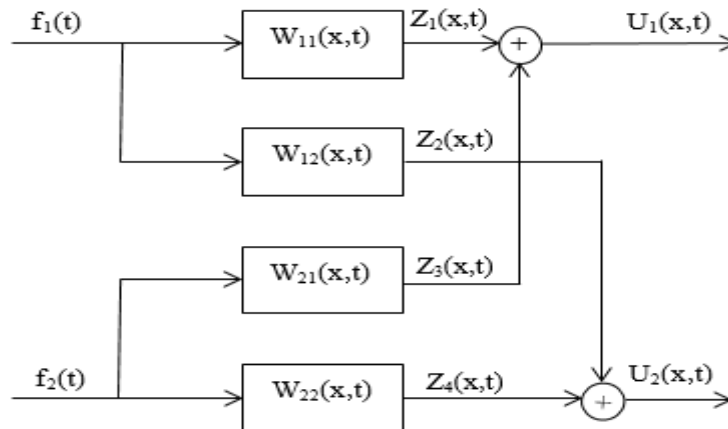 f₁(t) W₁₁(x,t) Z₁(x,t) + U₁(x,t)
W₁₂(x,t) Z₂(x,t)
W₂₁(x,t) Z₃(x,t)
f₂(t) W₂₂(x,t) Z₄(x,t) + U₂(x,t)